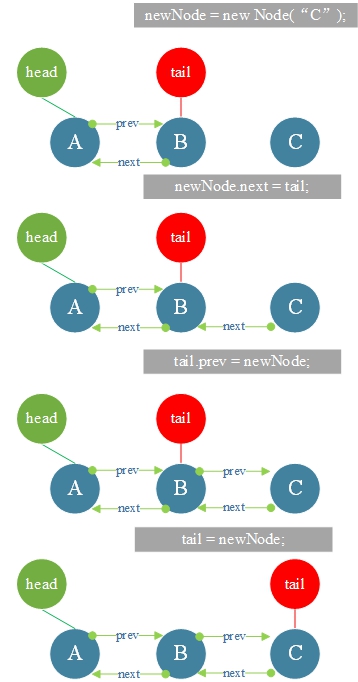 newNode = new Node( “C” );
head tail
prev
A B C
next
newNode.next = tail;
head tail
prev
A B C
next next
tail.prev = newNode;
head tail
prev prev
A B C
next next
tail = newNode;
head tail
prev prev
A B C
next next